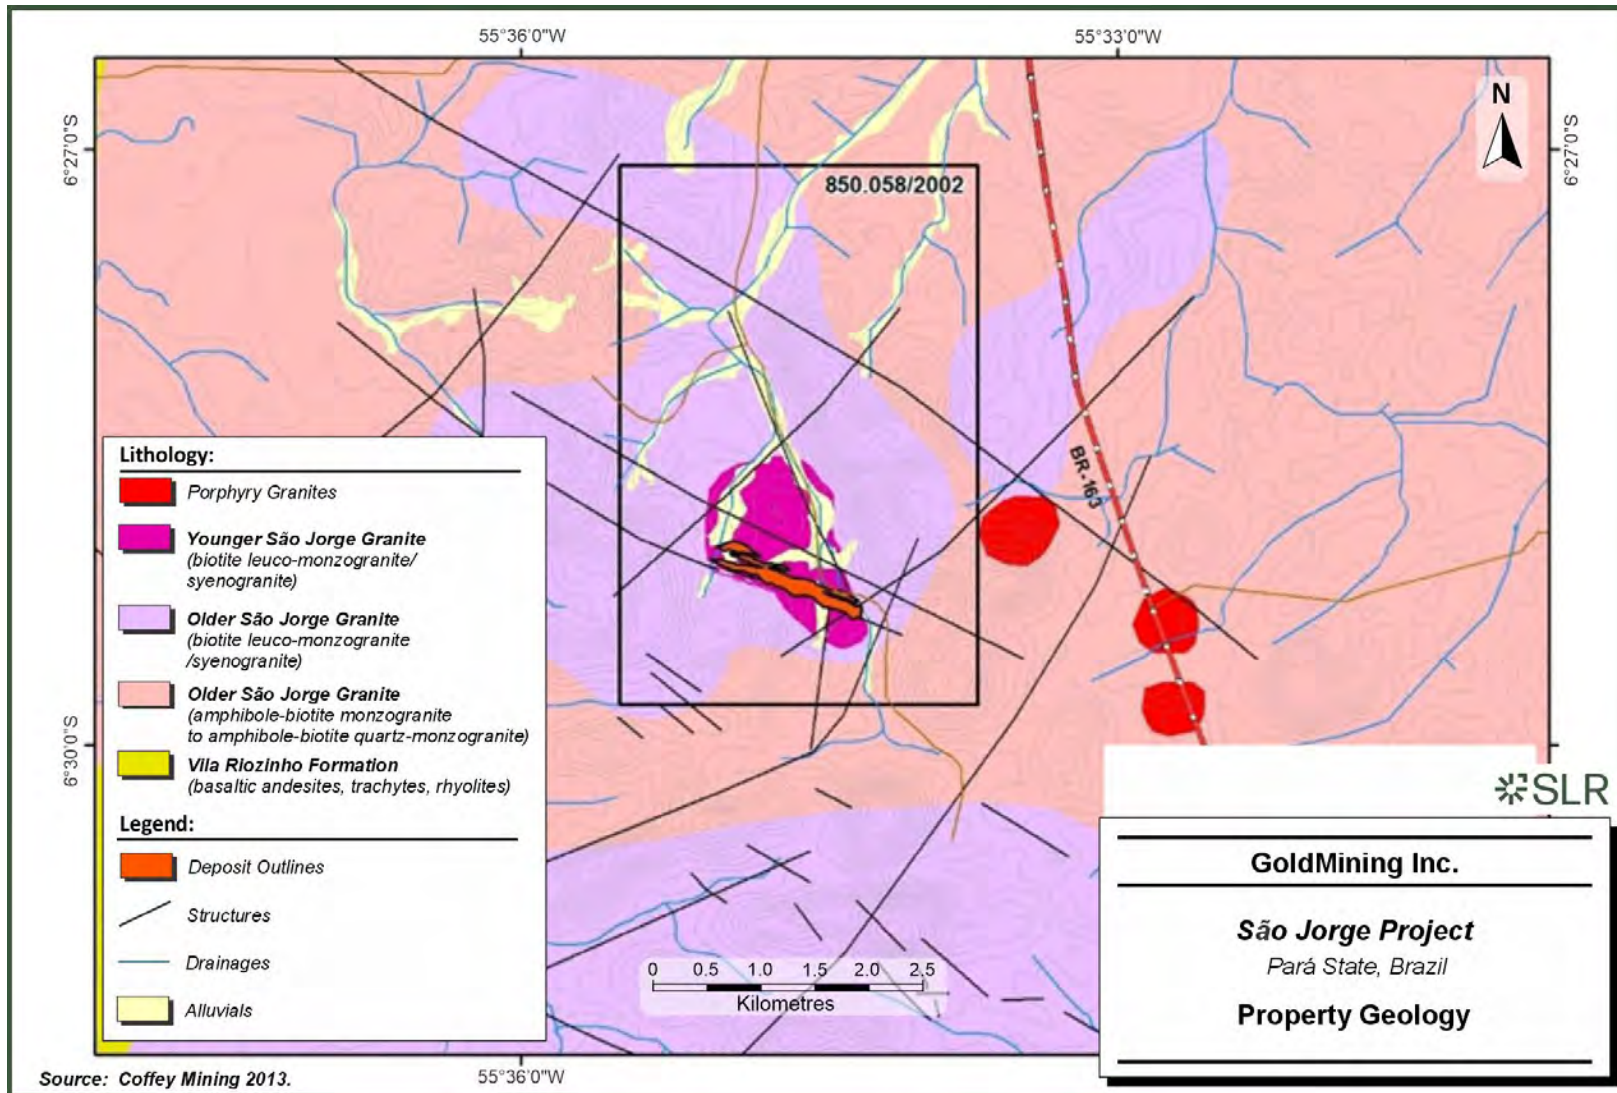 55°36'0"W
55°33'0"W
6°27'0"S
6°27'0"S
N
850.058/2002
BR-163
Lithology:
Porphyry Granites
Younger São Jorge Granite
(biotite leuco-monzogranite/
syenogranite)
Older São Jorge Granite
(biotite leuco-monzogranite
/syenogranite)
Older São Jorge Granite
(amphibole-biotite monzogranite
to amphibole-biotite quartz-monzogranite)
Vila Riozinho Formation
(basaltic andesites, trachytes, rhyolites)
Legend:
Deposit Outlines
Structures
Drainages
Alluvials
6°30'0"S
0 0.5 1.0 1.5 2.0 2.5
Kilometres
SLR
GoldMining Inc.
São Jorge Project
Pará State, Brazil
Property Geology
Source: Coffey Mining 2013.
55°36'0"W